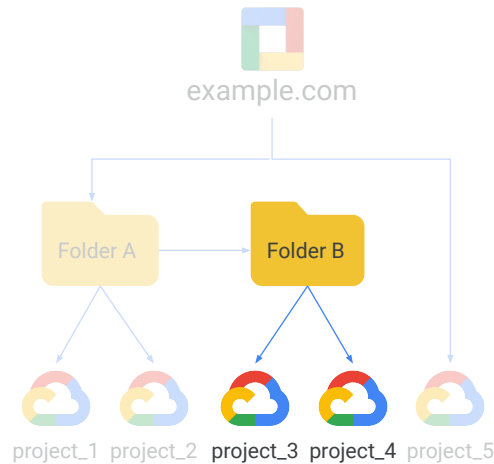 example.com
Folder A
Folder B
project_1
project_2
project_3
project_4
project_5